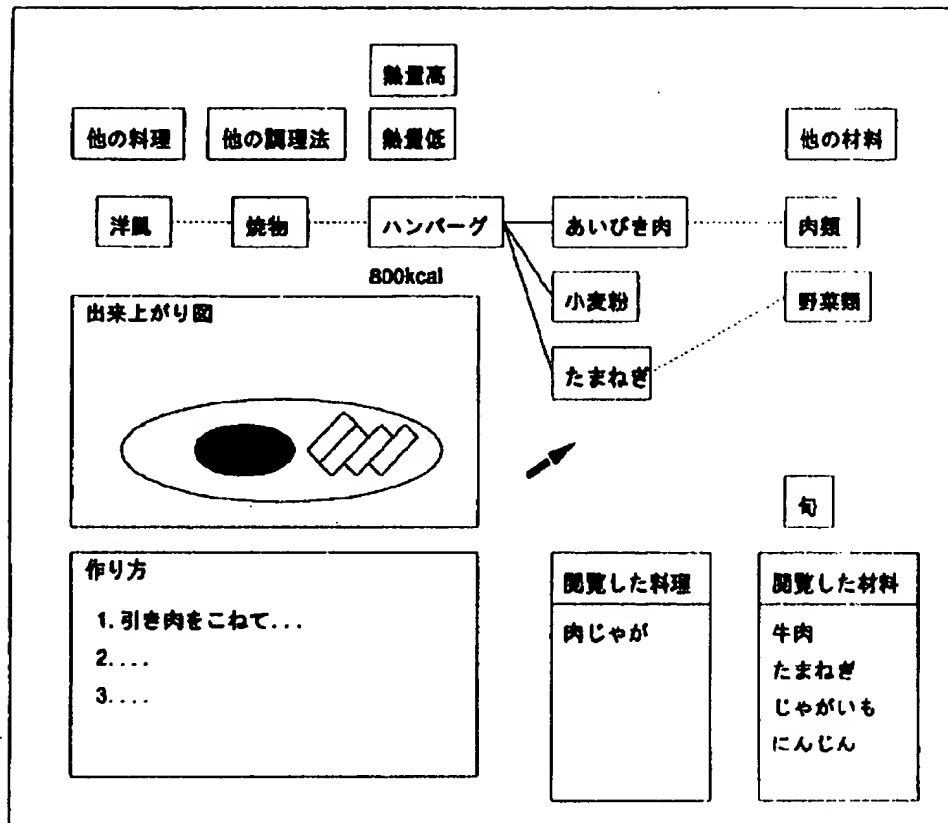 熱量高
他の料理 他の調理法 熱量低 他の材料
洋風 焼物 ハンバーグ あいびき肉 肉類
800kcal
小麦粉 野菜類
出来上がり図
たまねぎ
旬
作り方
1. 引き肉をこねて...
2. ...
3. ...
閲覧した料理
肉じゃが
閲覧した材料
牛肉
たまねぎ
じゃがいも
にんじん